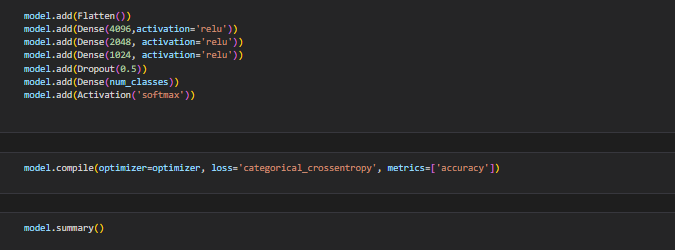 model.add(Flatten())
model.add(Dense(4096,activation='relu'))
model.add(Dense(2048, activation='relu'))
model.add(Dense(1024, activation='relu'))
model.add(Dropout(0.5))
model.add(Dense(num_classes))
model.add(Activation('softmax'))
model.compile(optimizer=optimizer, loss='categorical_crossentropy', metrics=['accuracy'])
model.summary()